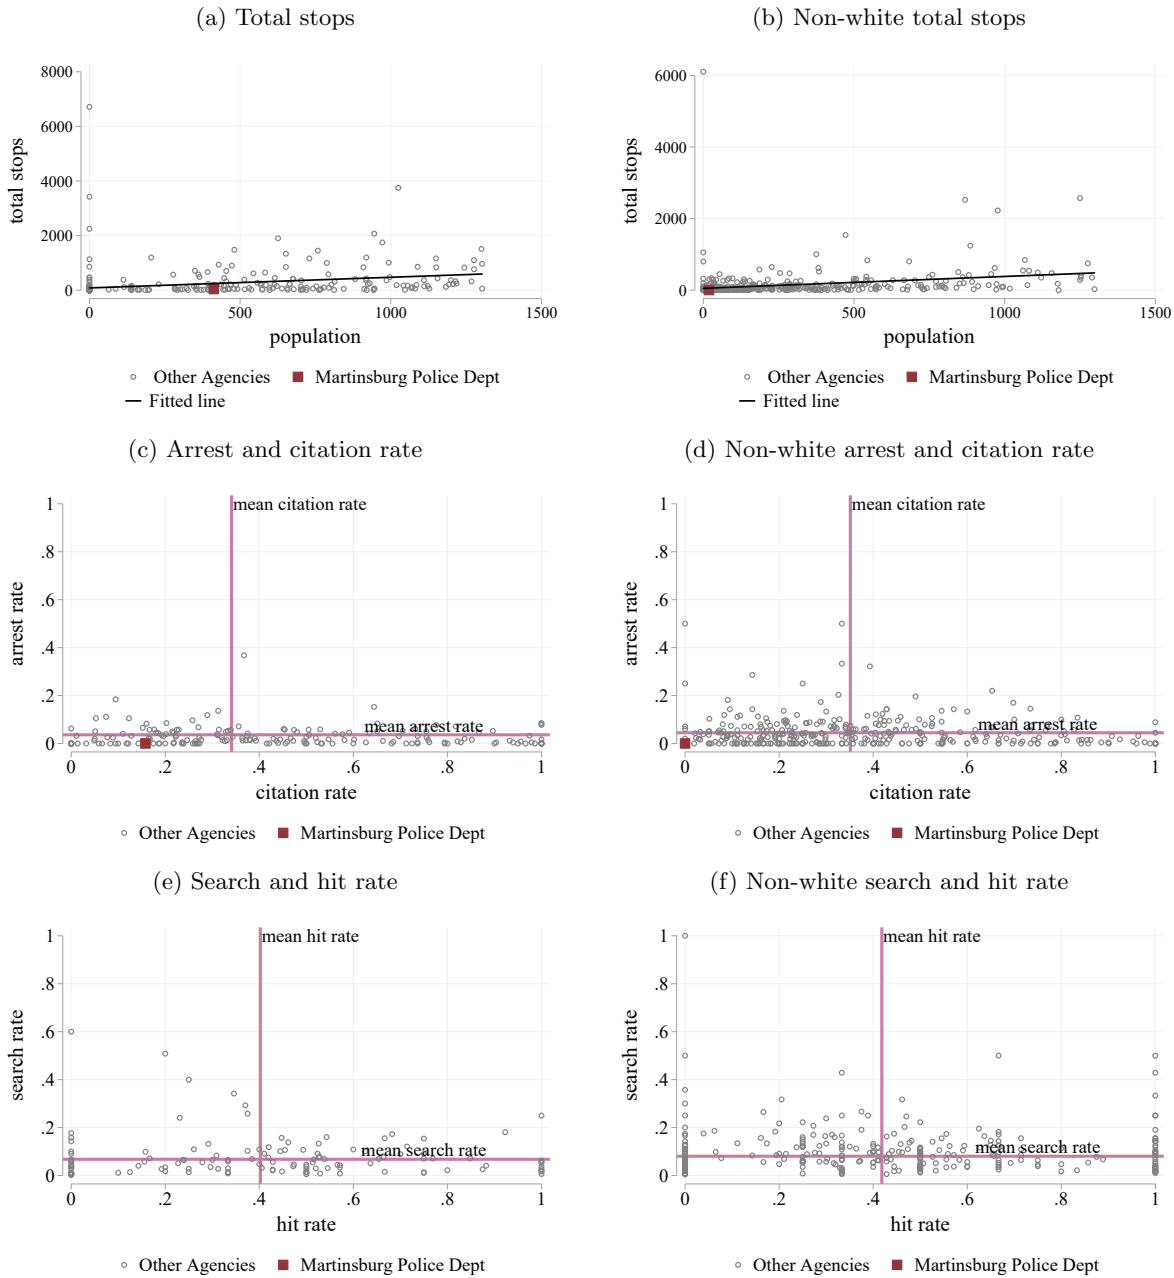 (a) Total stops
(b) Non-white total stops
8000
6000
4000
2000
0
total stops
0 500 1000 1500
population
Other Agencies Martinsburg Police Dept
Fitted line
6000
4000
2000
0
total stops
0 500 1000 1500
population
Other Agencies Martinsburg Police Dept
Fitted line
(c) Arrest and citation rate
(d) Non-white arrest and citation rate
1
.8
.6
.4
.2
0
arrest rate
mean citation rate
mean arrest rate
0 .2 .4 .6 .8 1
citation rate
Other Agencies Martinsburg Police Dept
1
.8
.6
.4
.2
0
arrest rate
mean citation rate
mean arrest rate
0 .2 .4 .6 .8 1
citation rate
Other Agencies Martinsburg Police Dept
(e) Search and hit rate
(f) Non-white search and hit rate
1
.8
.6
.4
.2
0
search rate
mean hit rate
mean search rate
0 .2 .4 .6 .8 1
hit rate
Other Agencies Martinsburg Police Dept
1
.8
.6
.4
.2
0
search rate
mean hit rate
mean search rate
0 .2 .4 .6 .8 1
hit rate
Other Agencies Martinsburg Police Dept